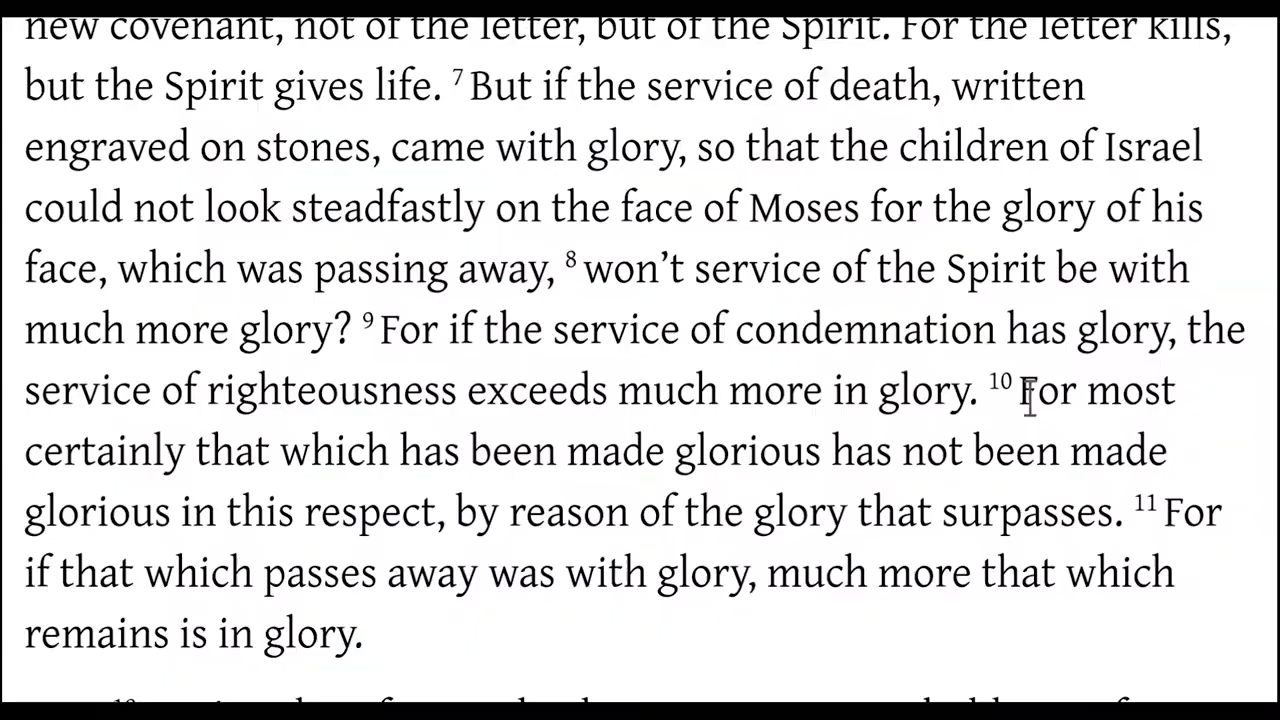 new covenant, not of the letter, but of the Spirit. For the letter kills,
but the Spirit gives life. 7 But if the service of death, written
engraved on stones, came with glory, so that the children of Israel
could not look steadfastly on the face of Moses for the glory of his
face, which was passing away, 8 won’t service of the Spirit be with
much more glory? 9 For if the service of condemnation has glory, the
service of righteousness exceeds much more in glory. 10 For most
certainly that which has been made glorious has not been made
glorious in this respect, by reason of the glory that surpasses. 11 For
if that which passes away was with glory, much more that which
remains is in glory.